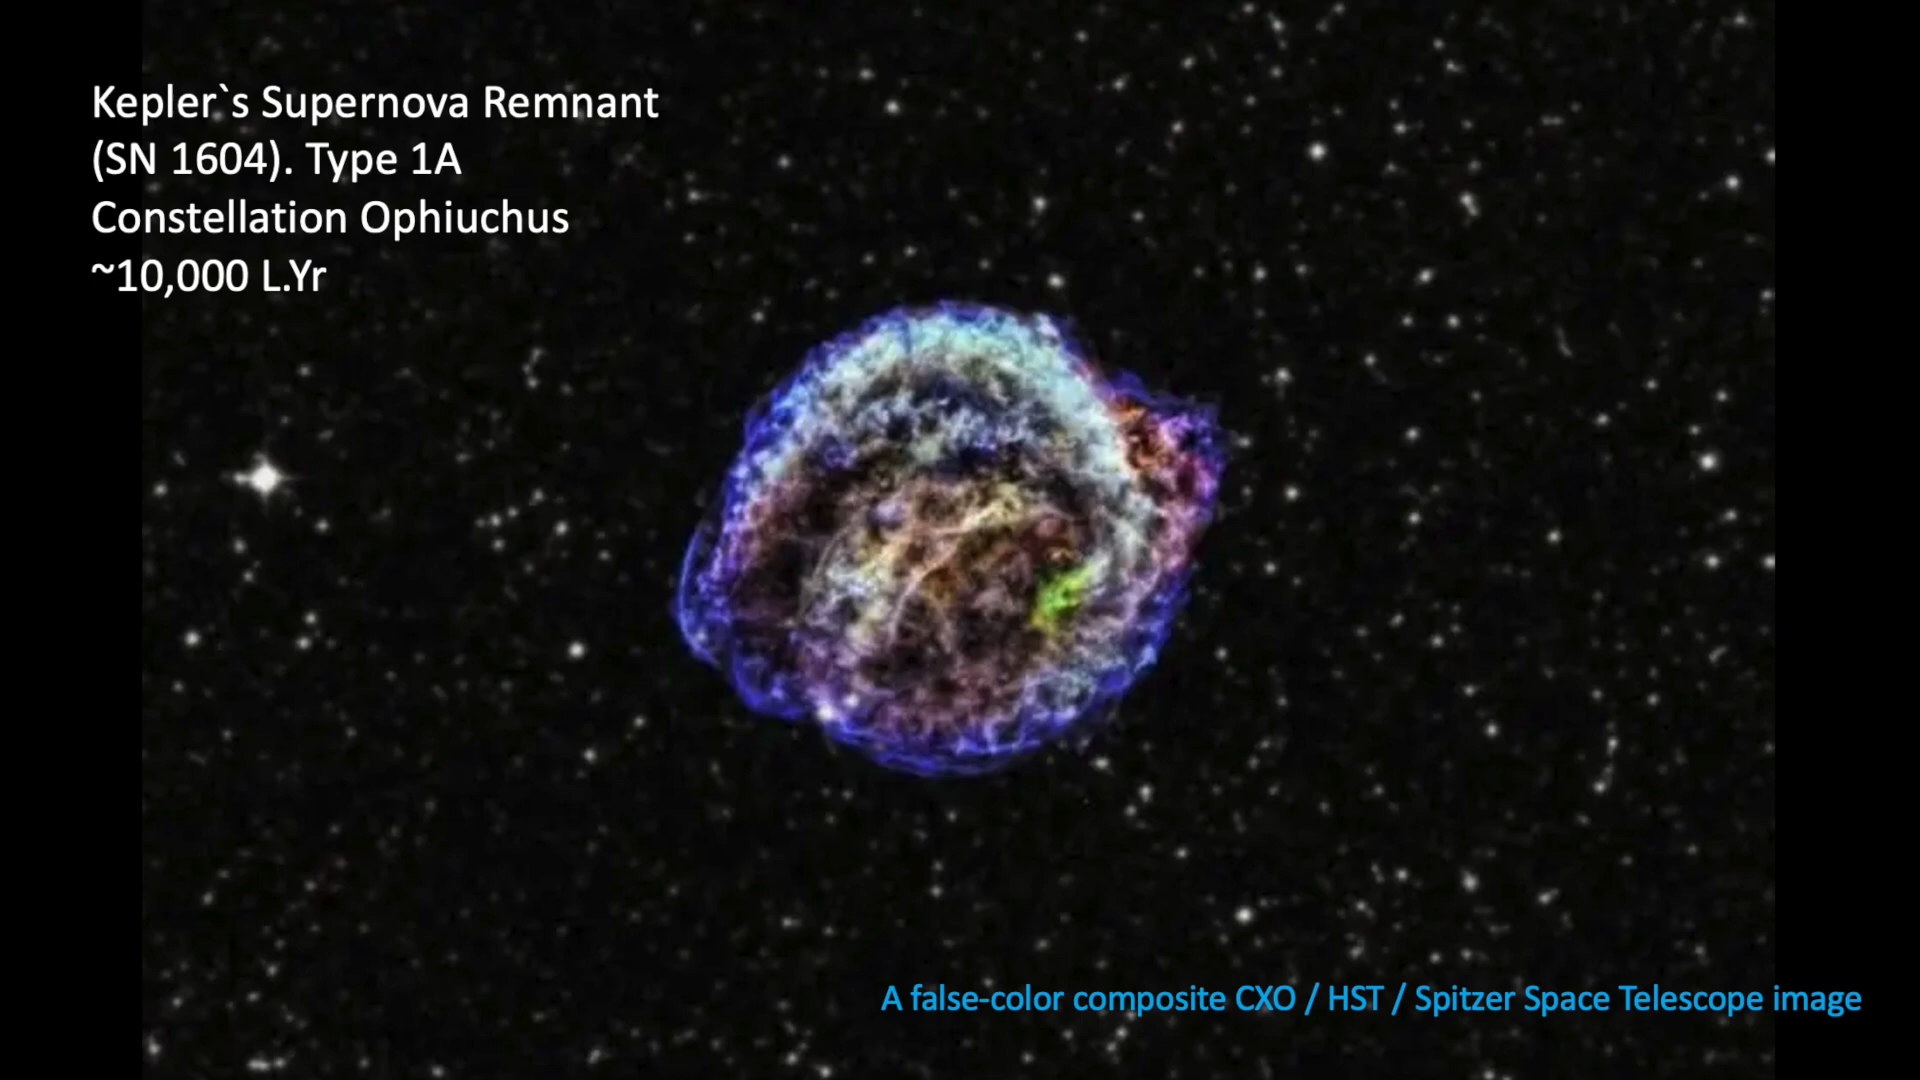 Kepler`s Supernova Remnant
(SN 1604). Type 1A
Constellation Ophiuchus
~10,000 L.Yr
A false-color composite CXO / HST / Spitzer Space Telescope image